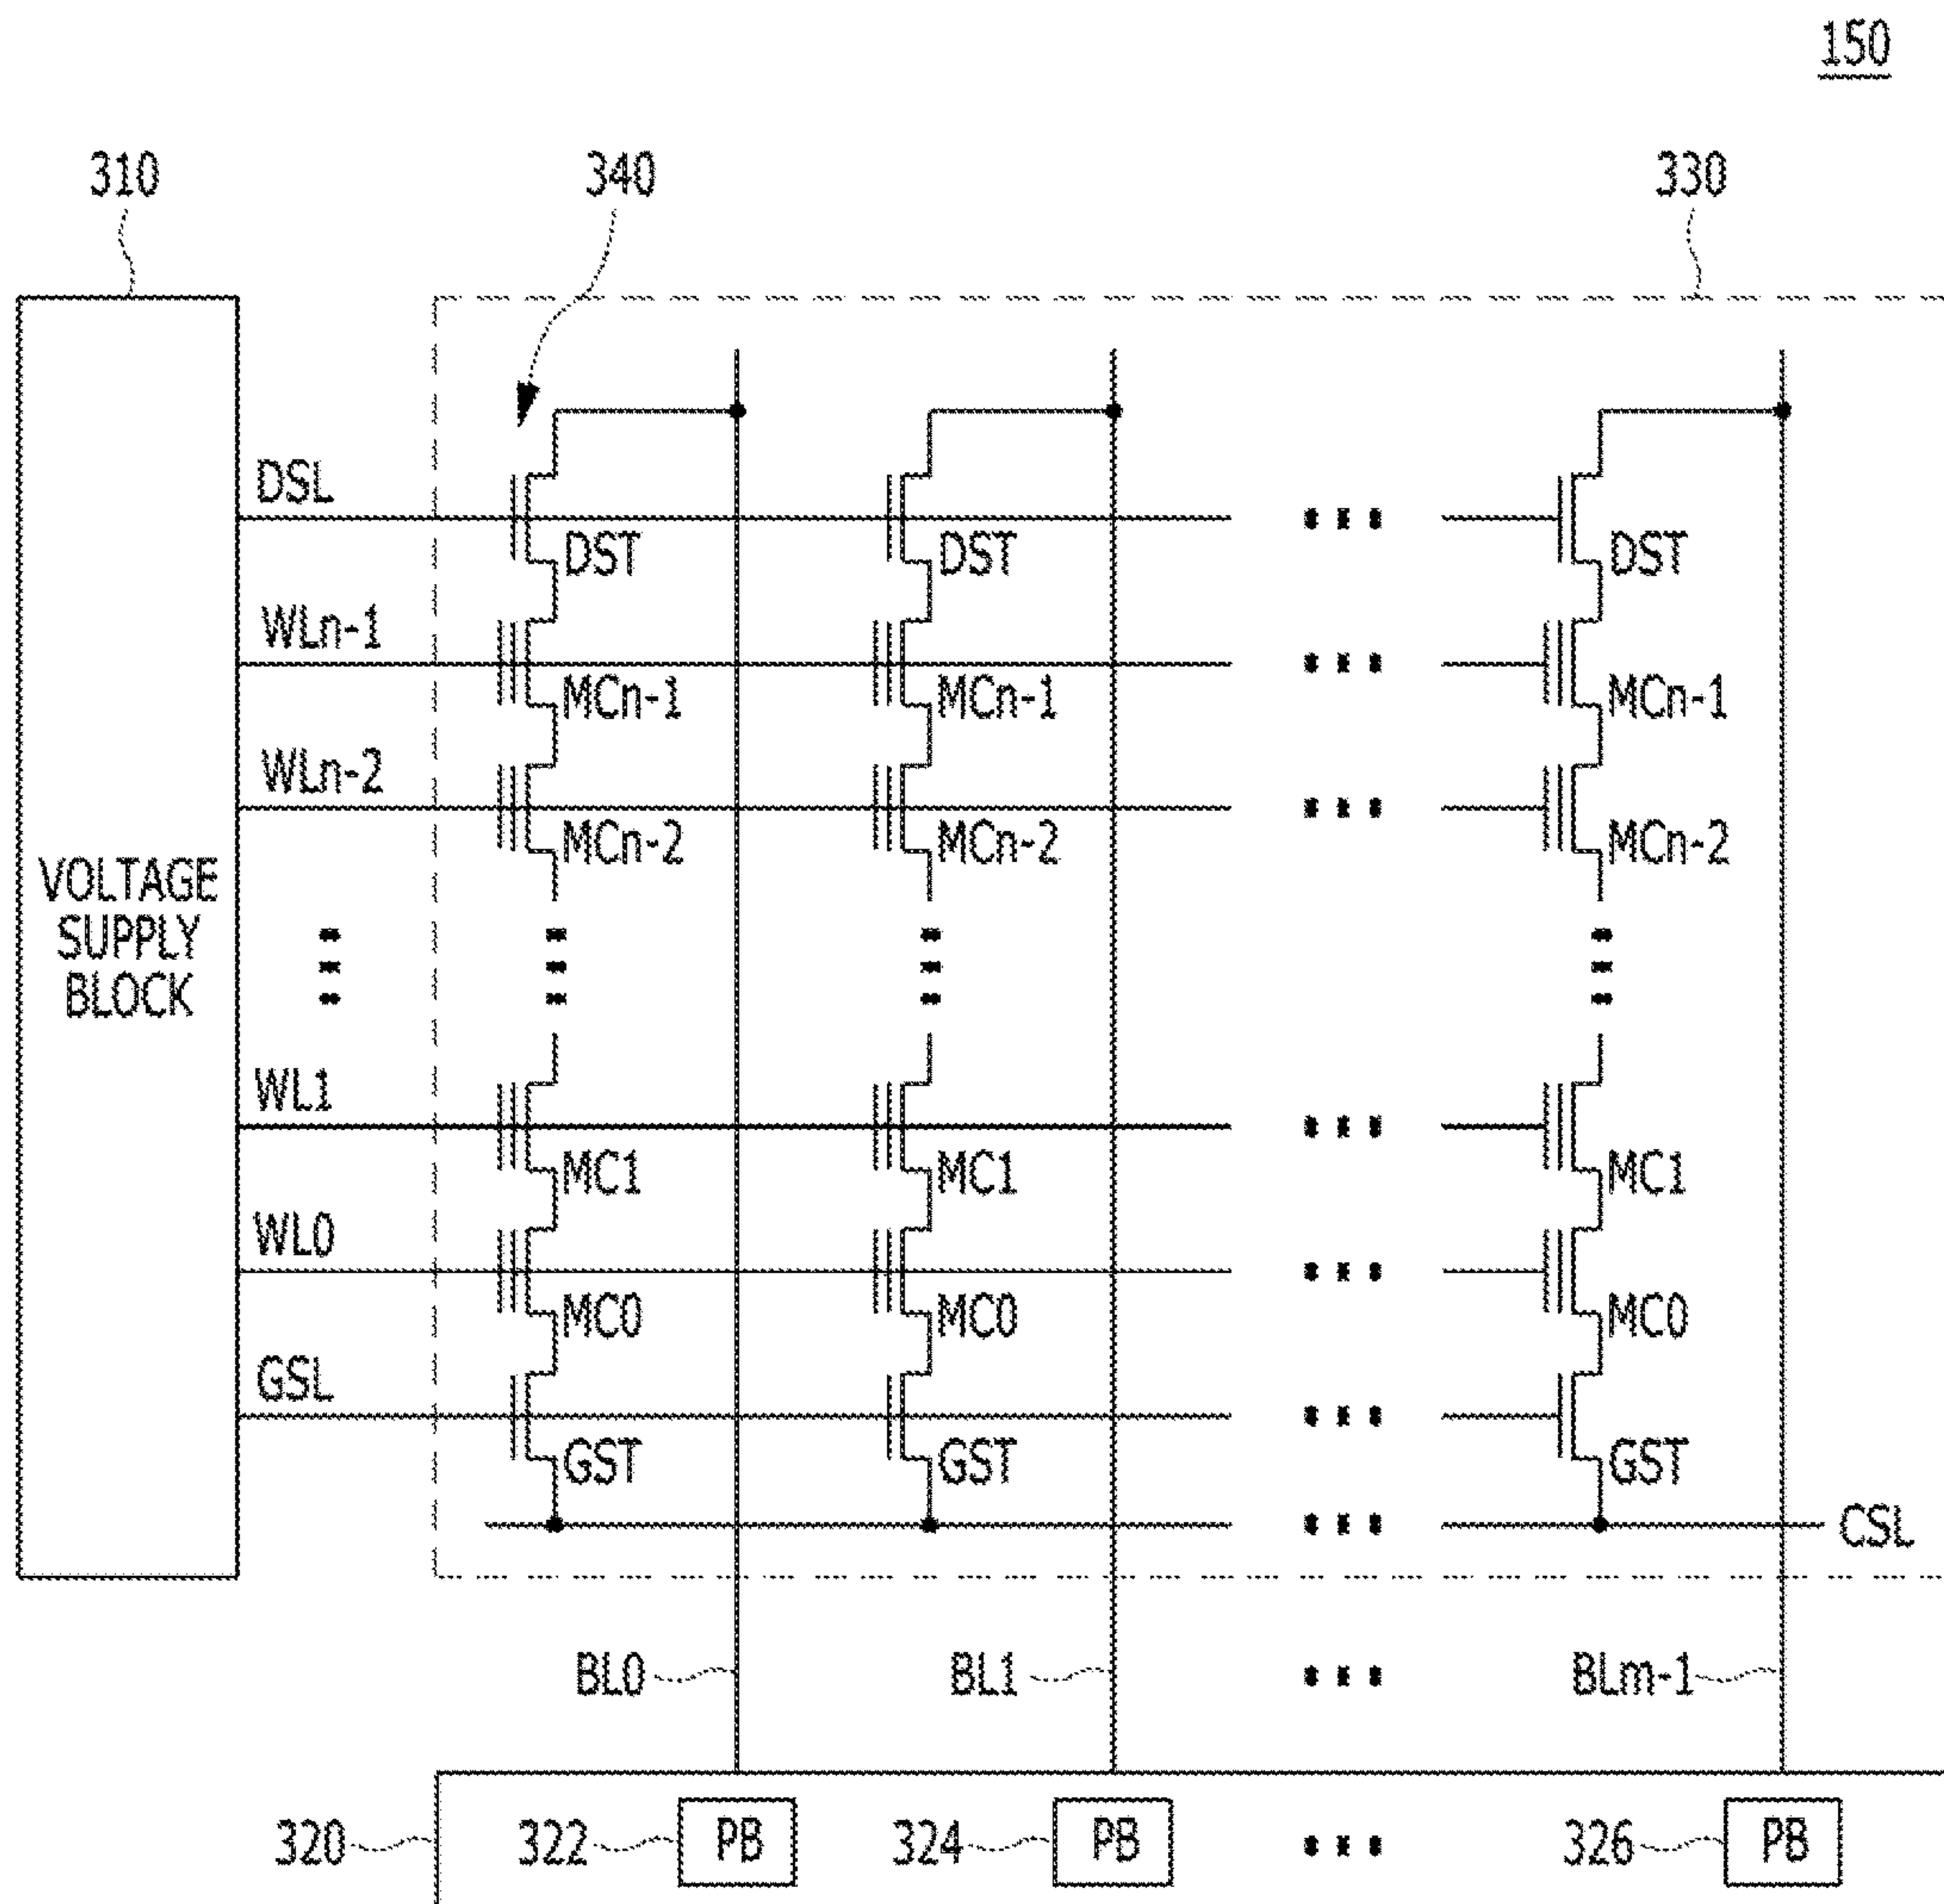 150
310 340 330
DSL
DST DST DST
WLn-1
MCn-1 MCn-1 MCn-1
WLn-2
MCn-2 MCn-2 MCn-2
VOLTAGE
SUPPLY
BLOCK
WL1
MC1 MC1 MC1
WL0
MC0 MC0 MC0
GSL
GST GST GST
CSL
BL0 BL1 BLm-1
320 322 PB 324 PB 326 PB